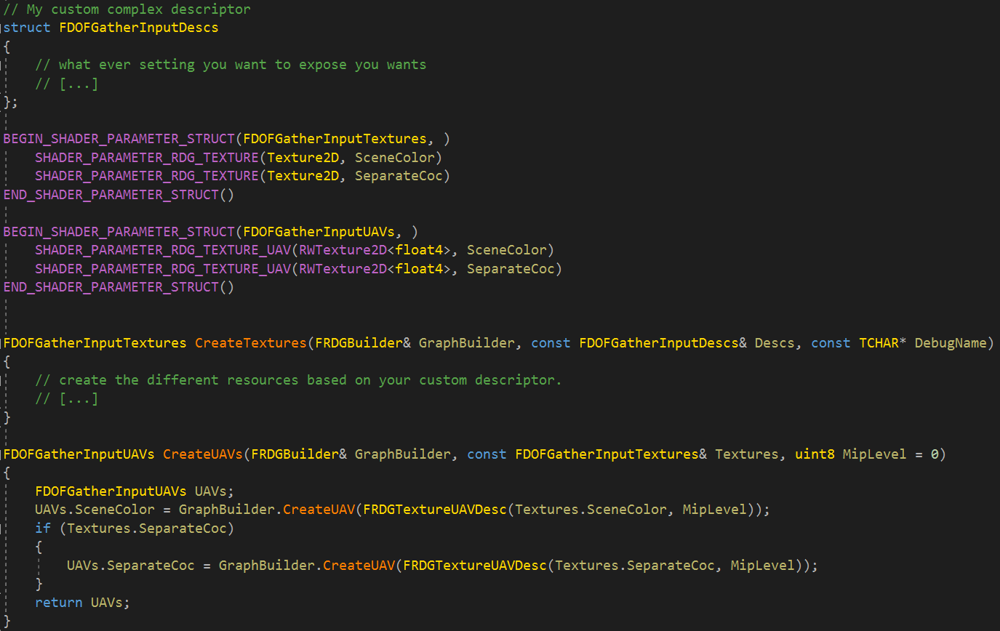 // My custom complex descriptor
struct FDOFGatherInputDescs
{
    // what ever setting you want to expose you wants
    // [...]
};

BEGIN_SHADER_PARAMETER_STRUCT(FDOFGatherInputTextures, )
    SHADER_PARAMETER_RDG_TEXTURE(Texture2D, SceneColor)
    SHADER_PARAMETER_RDG_TEXTURE(Texture2D, SeparateCoc)
END_SHADER_PARAMETER_STRUCT()

BEGIN_SHADER_PARAMETER_STRUCT(FDOFGatherInputUAVs, )
    SHADER_PARAMETER_RDG_TEXTURE_UAV(RWTexture2D<float4>, SceneColor)
    SHADER_PARAMETER_RDG_TEXTURE_UAV(RWTexture2D<float4>, SeparateCoc)
END_SHADER_PARAMETER_STRUCT()


FDOFGatherInputTextures CreateTextures(FRDGBuilder& GraphBuilder, const FDOFGatherInputDescs& Descs, const TCHAR* DebugName)
{
    // create the different resources based on your custom descriptor.
    // [...]
}

FDOFGatherInputUAVs CreateUAVs(FRDGBuilder& GraphBuilder, const FDOFGatherInputTextures& Textures, uint8 MipLevel = 0)
{
    FDOFGatherInputUAVs UAVs;
    UAVs.SceneColor = GraphBuilder.CreateUAV(FRDGTextureUAVDesc(Textures.SceneColor, MipLevel));
    if (Textures.SeparateCoc)
    {
        UAVs.SeparateCoc = GraphBuilder.CreateUAV(FRDGTextureUAVDesc(Textures.SeparateCoc, MipLevel));
    }
    return UAVs;
}